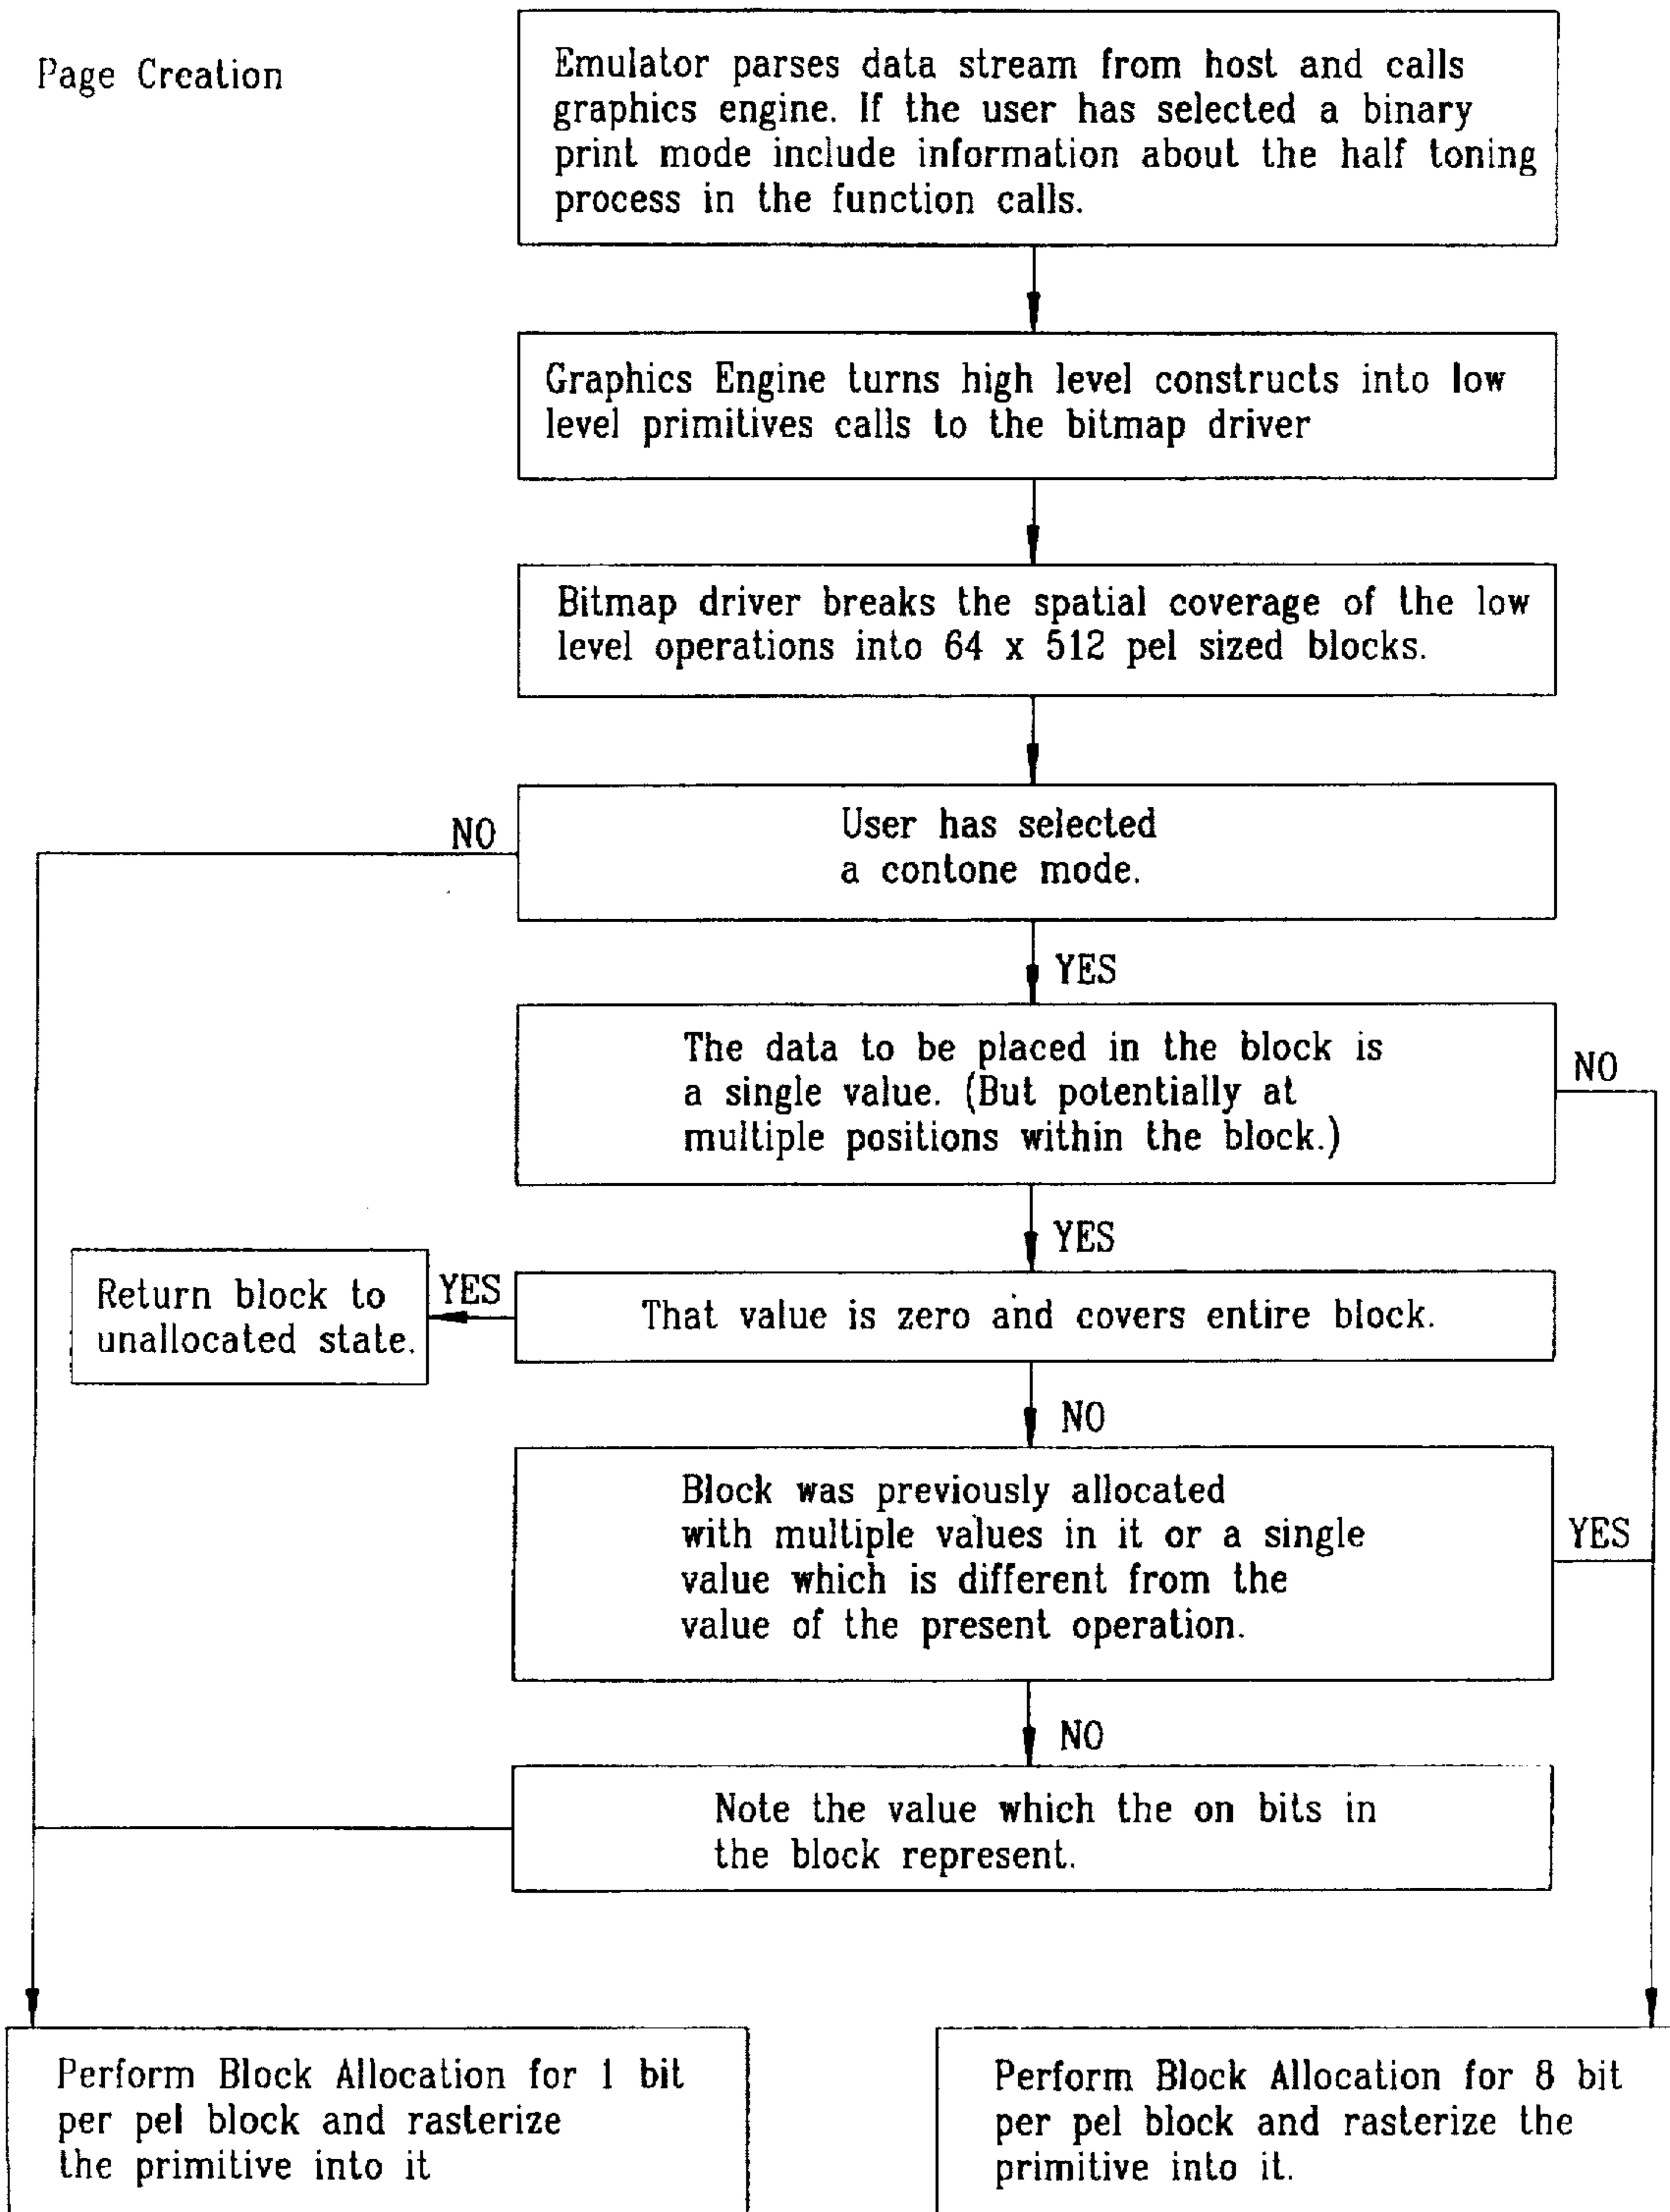 Page Creation
Emulator parses data stream from host and calls
graphics engine. If the user has selected a binary
print mode include information about the half toning
process in the function calls.
Graphics Engine turns high level constructs into low
level primitives calls to the bitmap driver
Bitmap driver breaks the spatial coverage of the low
level operations into 64 x 512 pel sized blocks.
NO
User has selected
a contone mode.
YES
The data to be placed in the block is
a single value. (But potentially at
multiple positions within the block.)
NO
YES
Return block to
unallocated state.
YES
That value is zero and covers entire block.
NO
Block was previously allocated
with multiple values in it or a single
value which is different from the
value of the present operation.
YES
NO
Note the value which the on bits in
the block represent.
Perform Block Allocation for 1 bit
per pel block and rasterize
the primitive into it
Perform Block Allocation for 8 bit
per pel block and rasterize the
primitive into it.